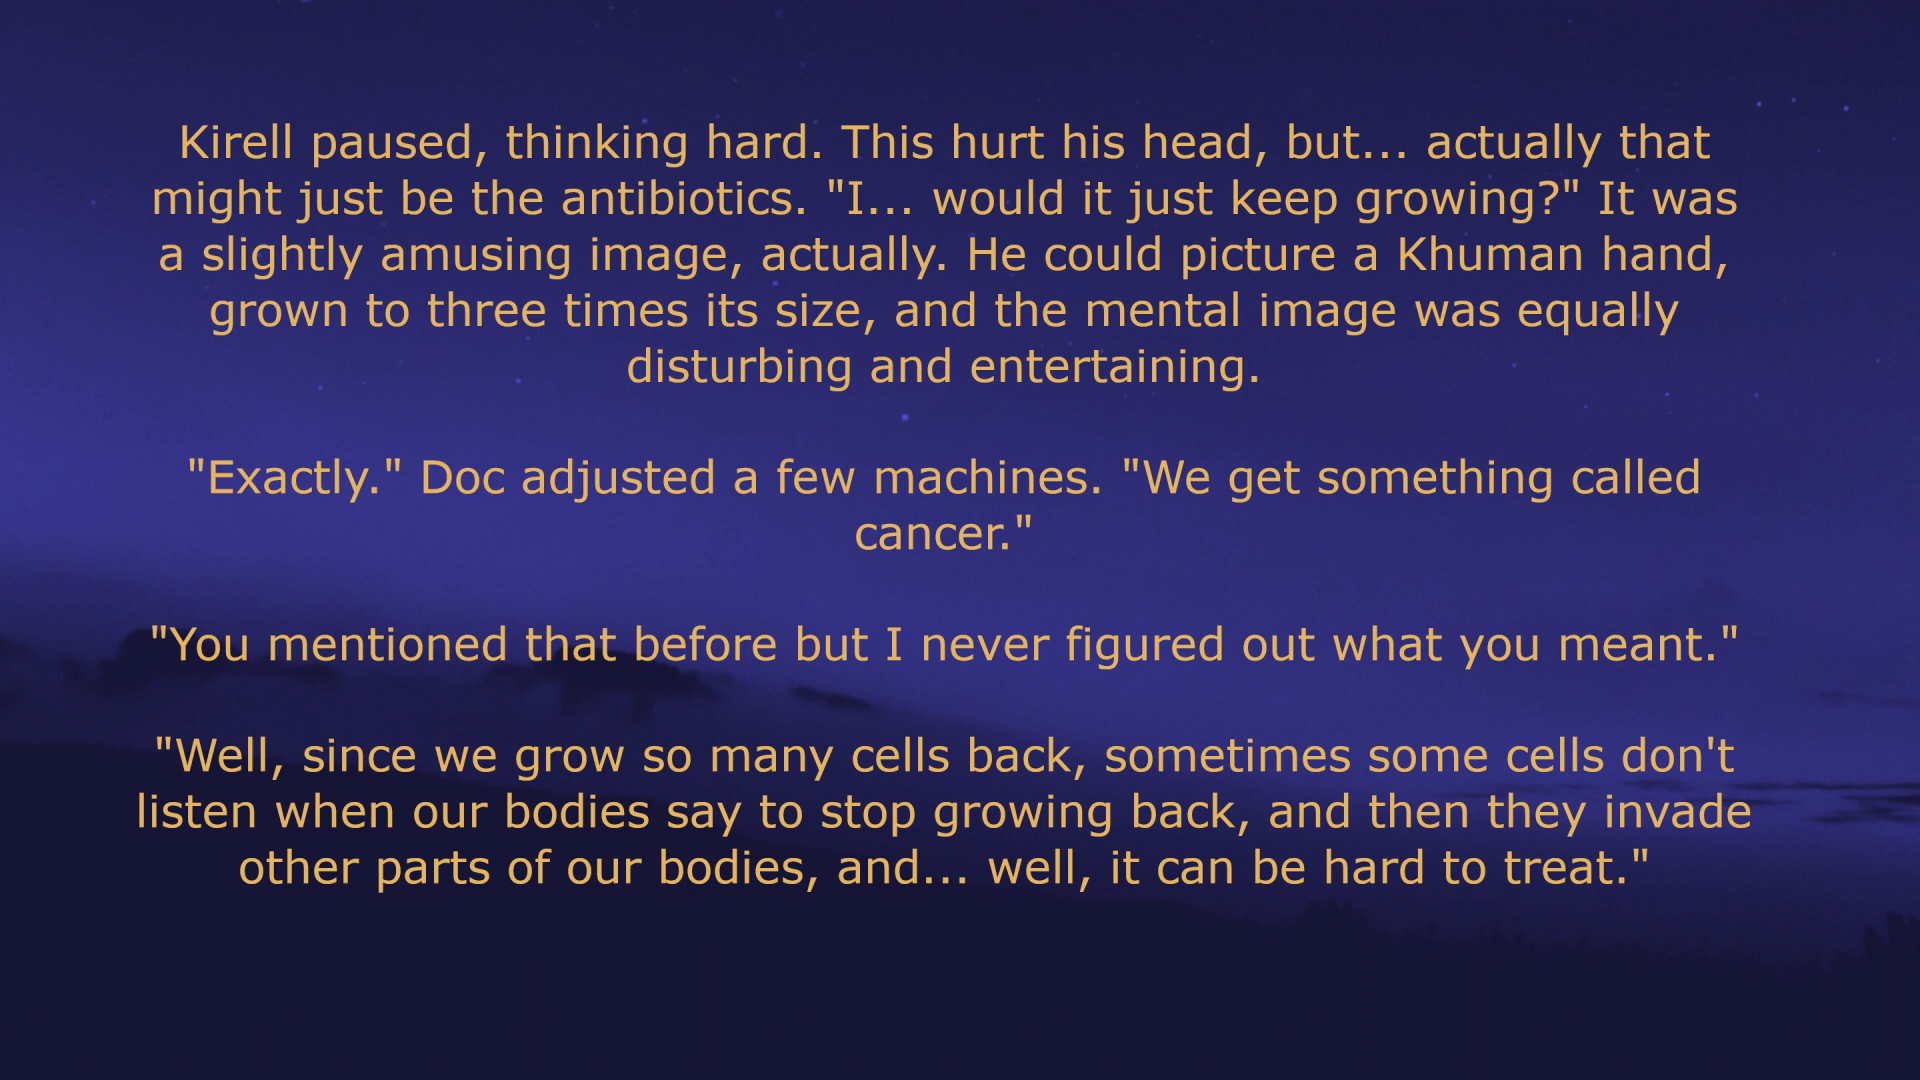 Kirell paused, thinking hard. This hurt his head, but... actually that
might just be the antibiotics. "I... would it just keep growing?" It was
a slightly amusing image, actually. He could picture a Khuman hand,
grown to three times its size, and the mental image was equally
disturbing and entertaining.
"Exactly." Doc adjusted a few machines. "We get something called
cancer."
"You mentioned that before but I never figured out what you meant."
"Well, since we grow so many cells back, sometimes some cells don't
listen when our bodies say to stop growing back, and then they invade
other parts of our bodies, and... well, it can be hard to treat."